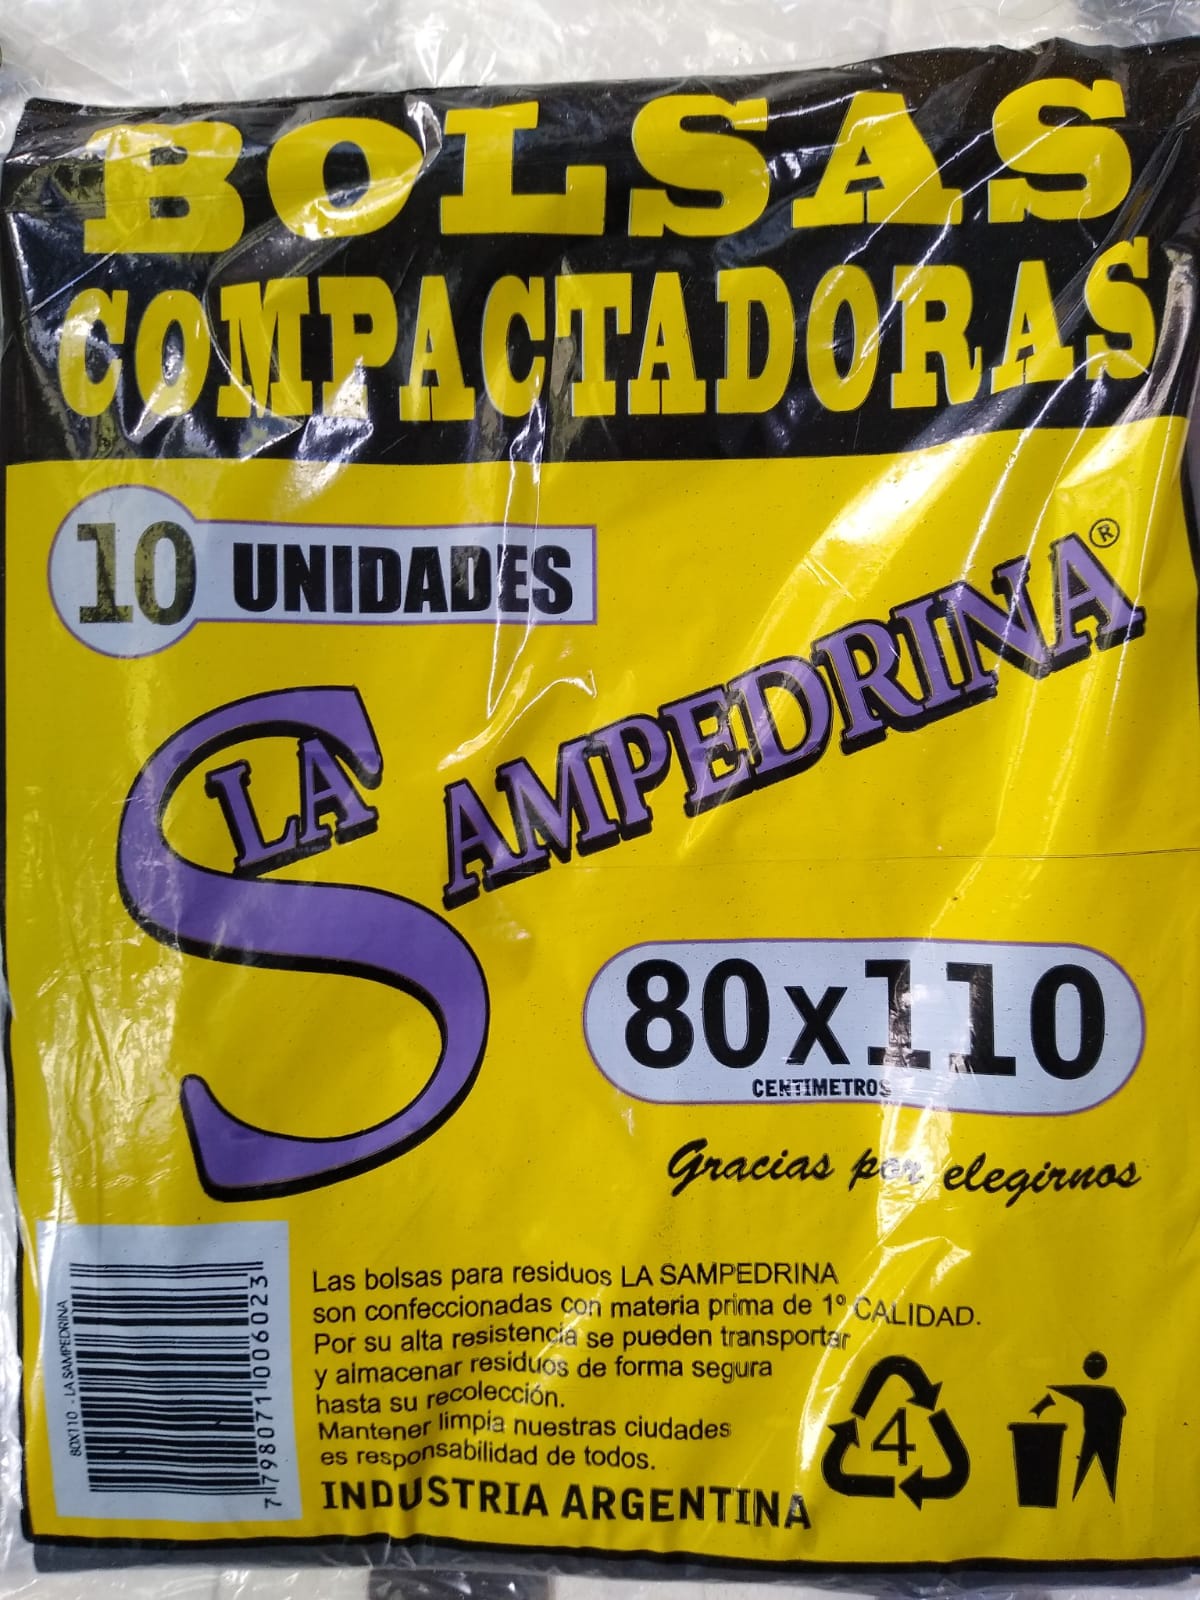 BOLSAS
COMPACTADORAS
10 UNIDADES
LA SAMPEDRINA®
80x110
CENTIMETROS
Gracias por elegirnos
80X110 - LA SAMPEDRINA
7 798071 006023
Las bolsas para residuos LA SAMPEDRINA
son confeccionadas con materia prima de 1º CALIDAD.
Por su alta resistencia se pueden transportar
y almacenar residuos de forma segura
hasta su recolección.
Mantener limpia nuestras ciudades
es responsabilidad de todos.
INDUSTRIA ARGENTINA
4